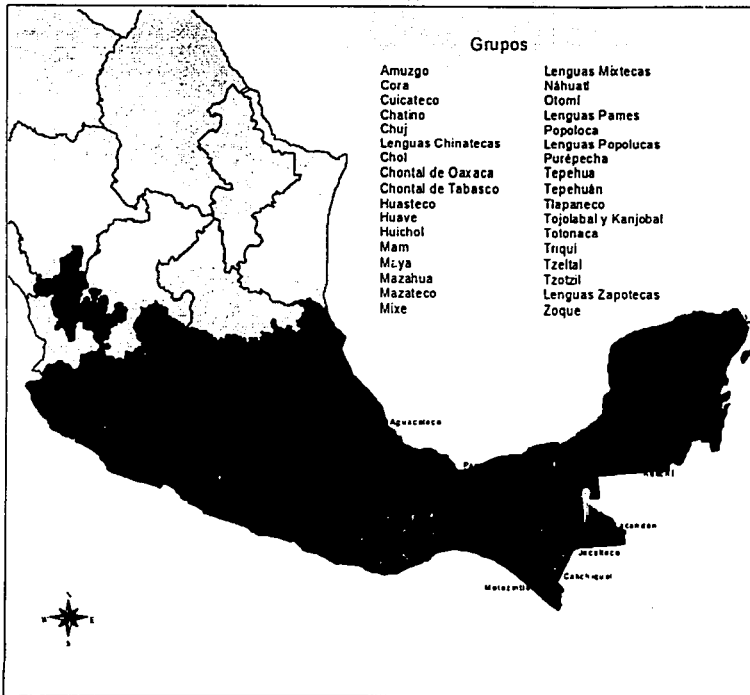 Grupos
Amuzgo
Cora
Cuicateco
Chatino
Chuj
Lenguas Chinatecas
Chol
Chontal de Oaxaca
Chontal de Tabasco
Huasteco
Huave
Huichol
Mam
Maya
Mazahua
Mazateco
Mixe
Lenguas Mixtecas
Náhuatl
Otomí
Lenguas Pames
Popoloca
Lenguas Popolucas
Purépecha
Tepehua
Tepehuán
Tlapaneco
Tojolabal y Kanjobal
Totonaca
Triqui
Tzeltal
Tzotzil
Lenguas Zapotecas
Zoque
Aguacateco
Jacalteco
Cakchiquel
N
E
S